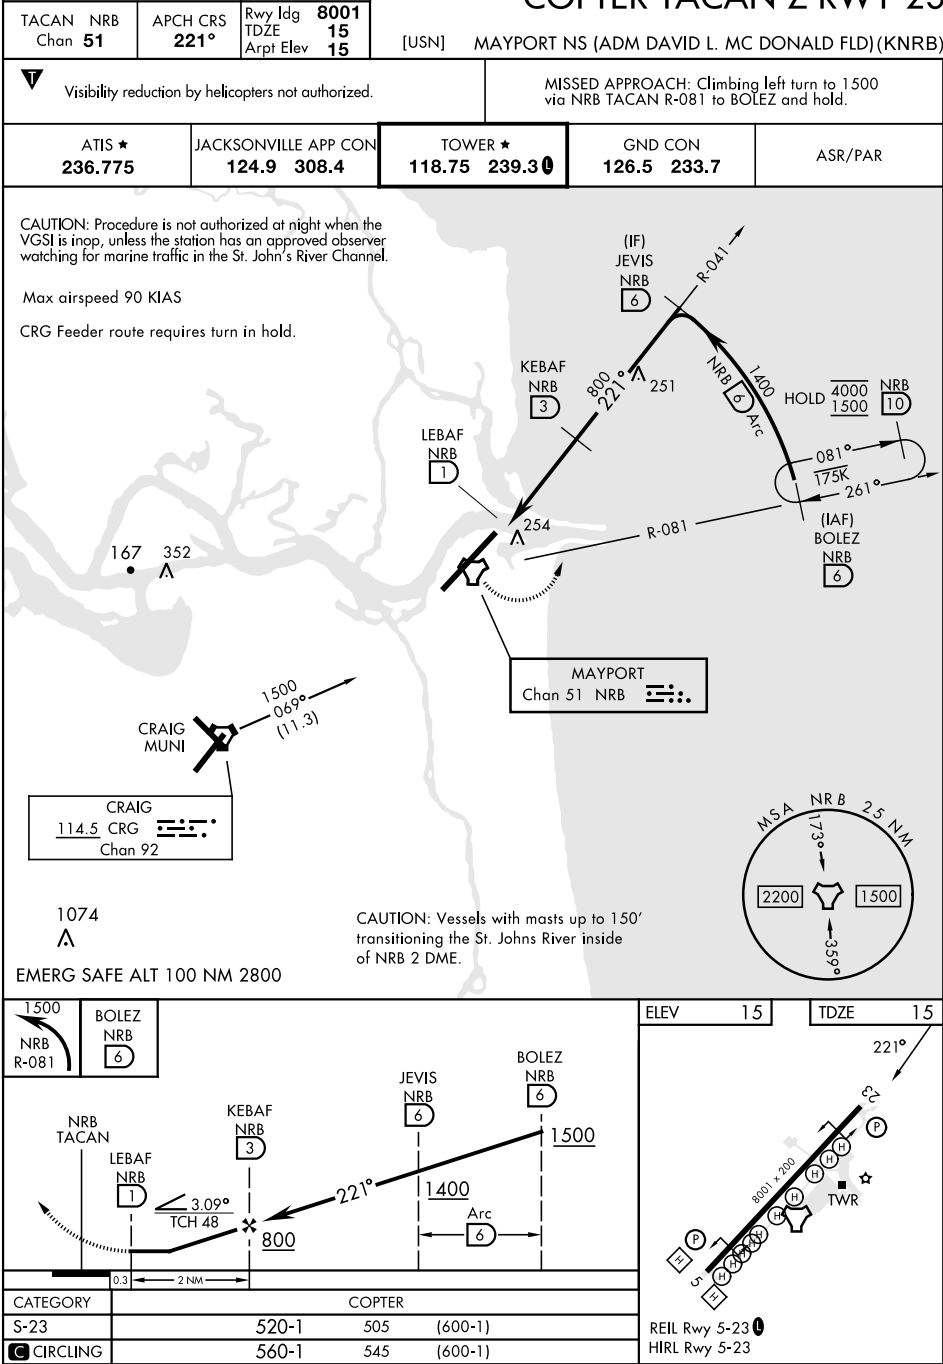 COPTER TACAN Z RWY 23
TACAN NRB
Chan 51
APCH CRS
221°
Rwy ldg 8001
TDZE 15
Arpt Elev 15
[USN] MAYPORT NS (ADM DAVID L. MC DONALD FLD) (KNRB)
T
Visibility reduction by helicopters not authorized.
MISSED APPROACH: Climbing left turn to 1500
via NRB TACAN R-081 to BOLEZ and hold.
ATIS ★
236.775
JACKSONVILLE APP CON
124.9 308.4
TOWER ★
118.75 239.3 L
GND CON
126.5 233.7
ASR/PAR
CAUTION: Procedure is not authorized at night when the
VGSI is inop, unless the station has an approved observer
watching for marine traffic in the St. John's River Channel.
Max airspeed 90 KIAS
CRG Feeder route requires turn in hold.
(IF)
JEVIS
NRB
6
R-041
KEBAF
NRB
3
800
221°
251
1400
NRB 6 Arc
HOLD 4000
1500
NRB
10
081°
175K
261°
LEBAF
NRB
1
254
R-081
(IAF)
BOLEZ
NRB
6
167
352
MAYPORT
Chan 51 NRB
1500
069°
(11.3)
CRAIG
MUNI
CRAIG
114.5 CRG
Chan 92
MSA NRB 25 NM
173°
2200
1500
359°
1074
CAUTION: Vessels with masts up to 150'
transitioning the St. Johns River inside
of NRB 2 DME.
EMERG SAFE ALT 100 NM 2800
1500
NRB
R-081
BOLEZ
NRB
6
NRB
TACAN
LEBAF
NRB
1
3.09°
TCH 48
KEBAF
NRB
3
800
221°
JEVIS
NRB
6
1400
Arc
6
BOLEZ
NRB
6
1500
0.3
2 NM
CATEGORY COPTER
S-23 520-1 505 (600-1)
C CIRCLING 560-1 545 (600-1)
ELEV 15
TDZE 15
221°
23
P
8001 x 200
H
H
H
H
TWR
H
H
H
H
H
H
H
H
P
H
5
H
REIL Rwy 5-23 L
HIRL Rwy 5-23